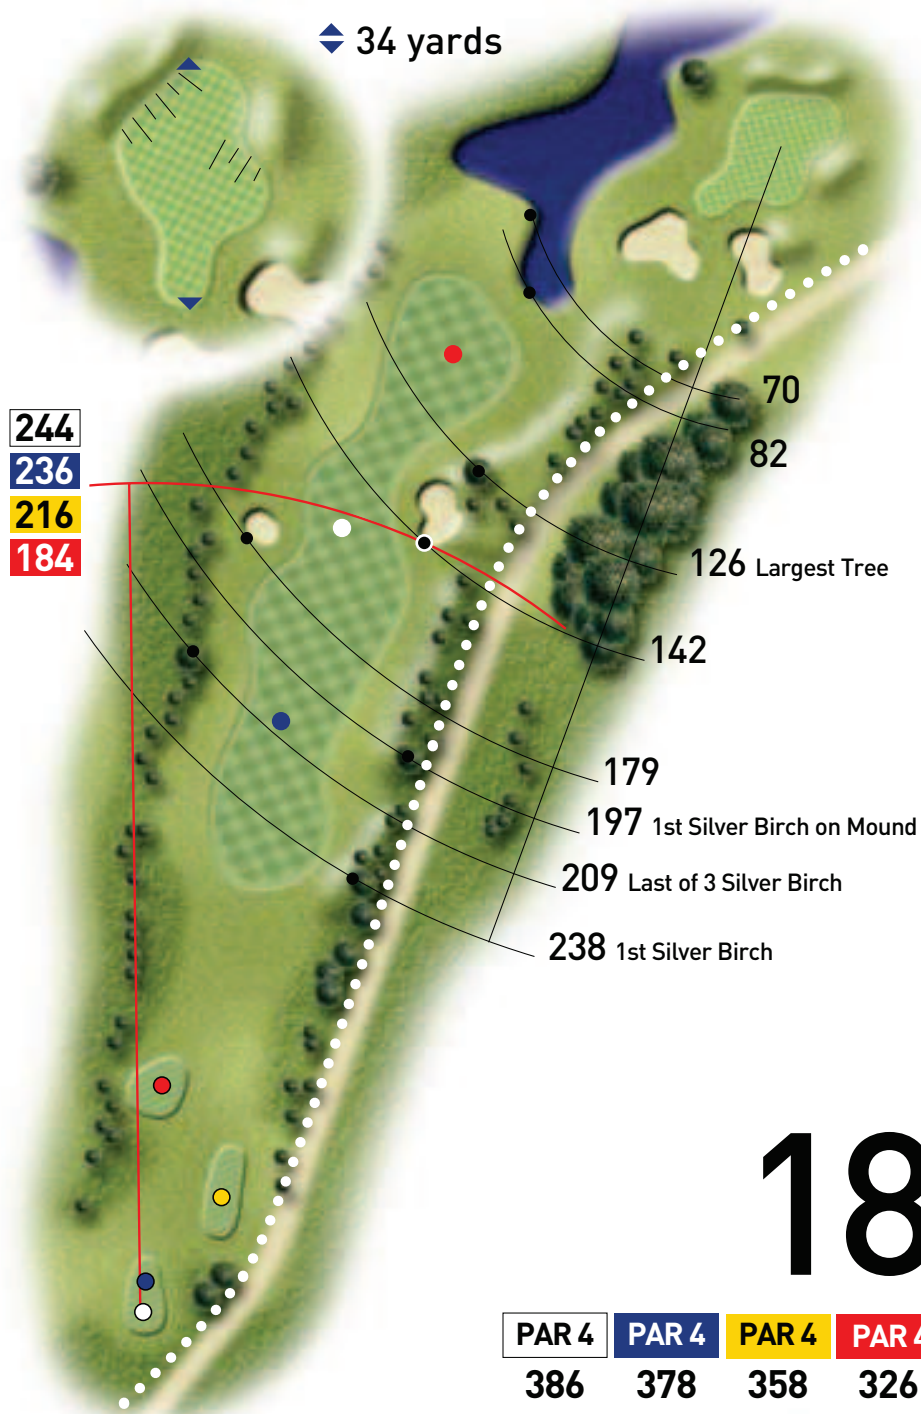 34 yards
244
236
216
184
70
82
126 Largest Tree
142
179
197 1st Silver Birch on Mound
209 Last of 3 Silver Birch
238 1st Silver Birch
18
PAR 4 PAR 4 PAR 4 PAR 4
386 378 358 326